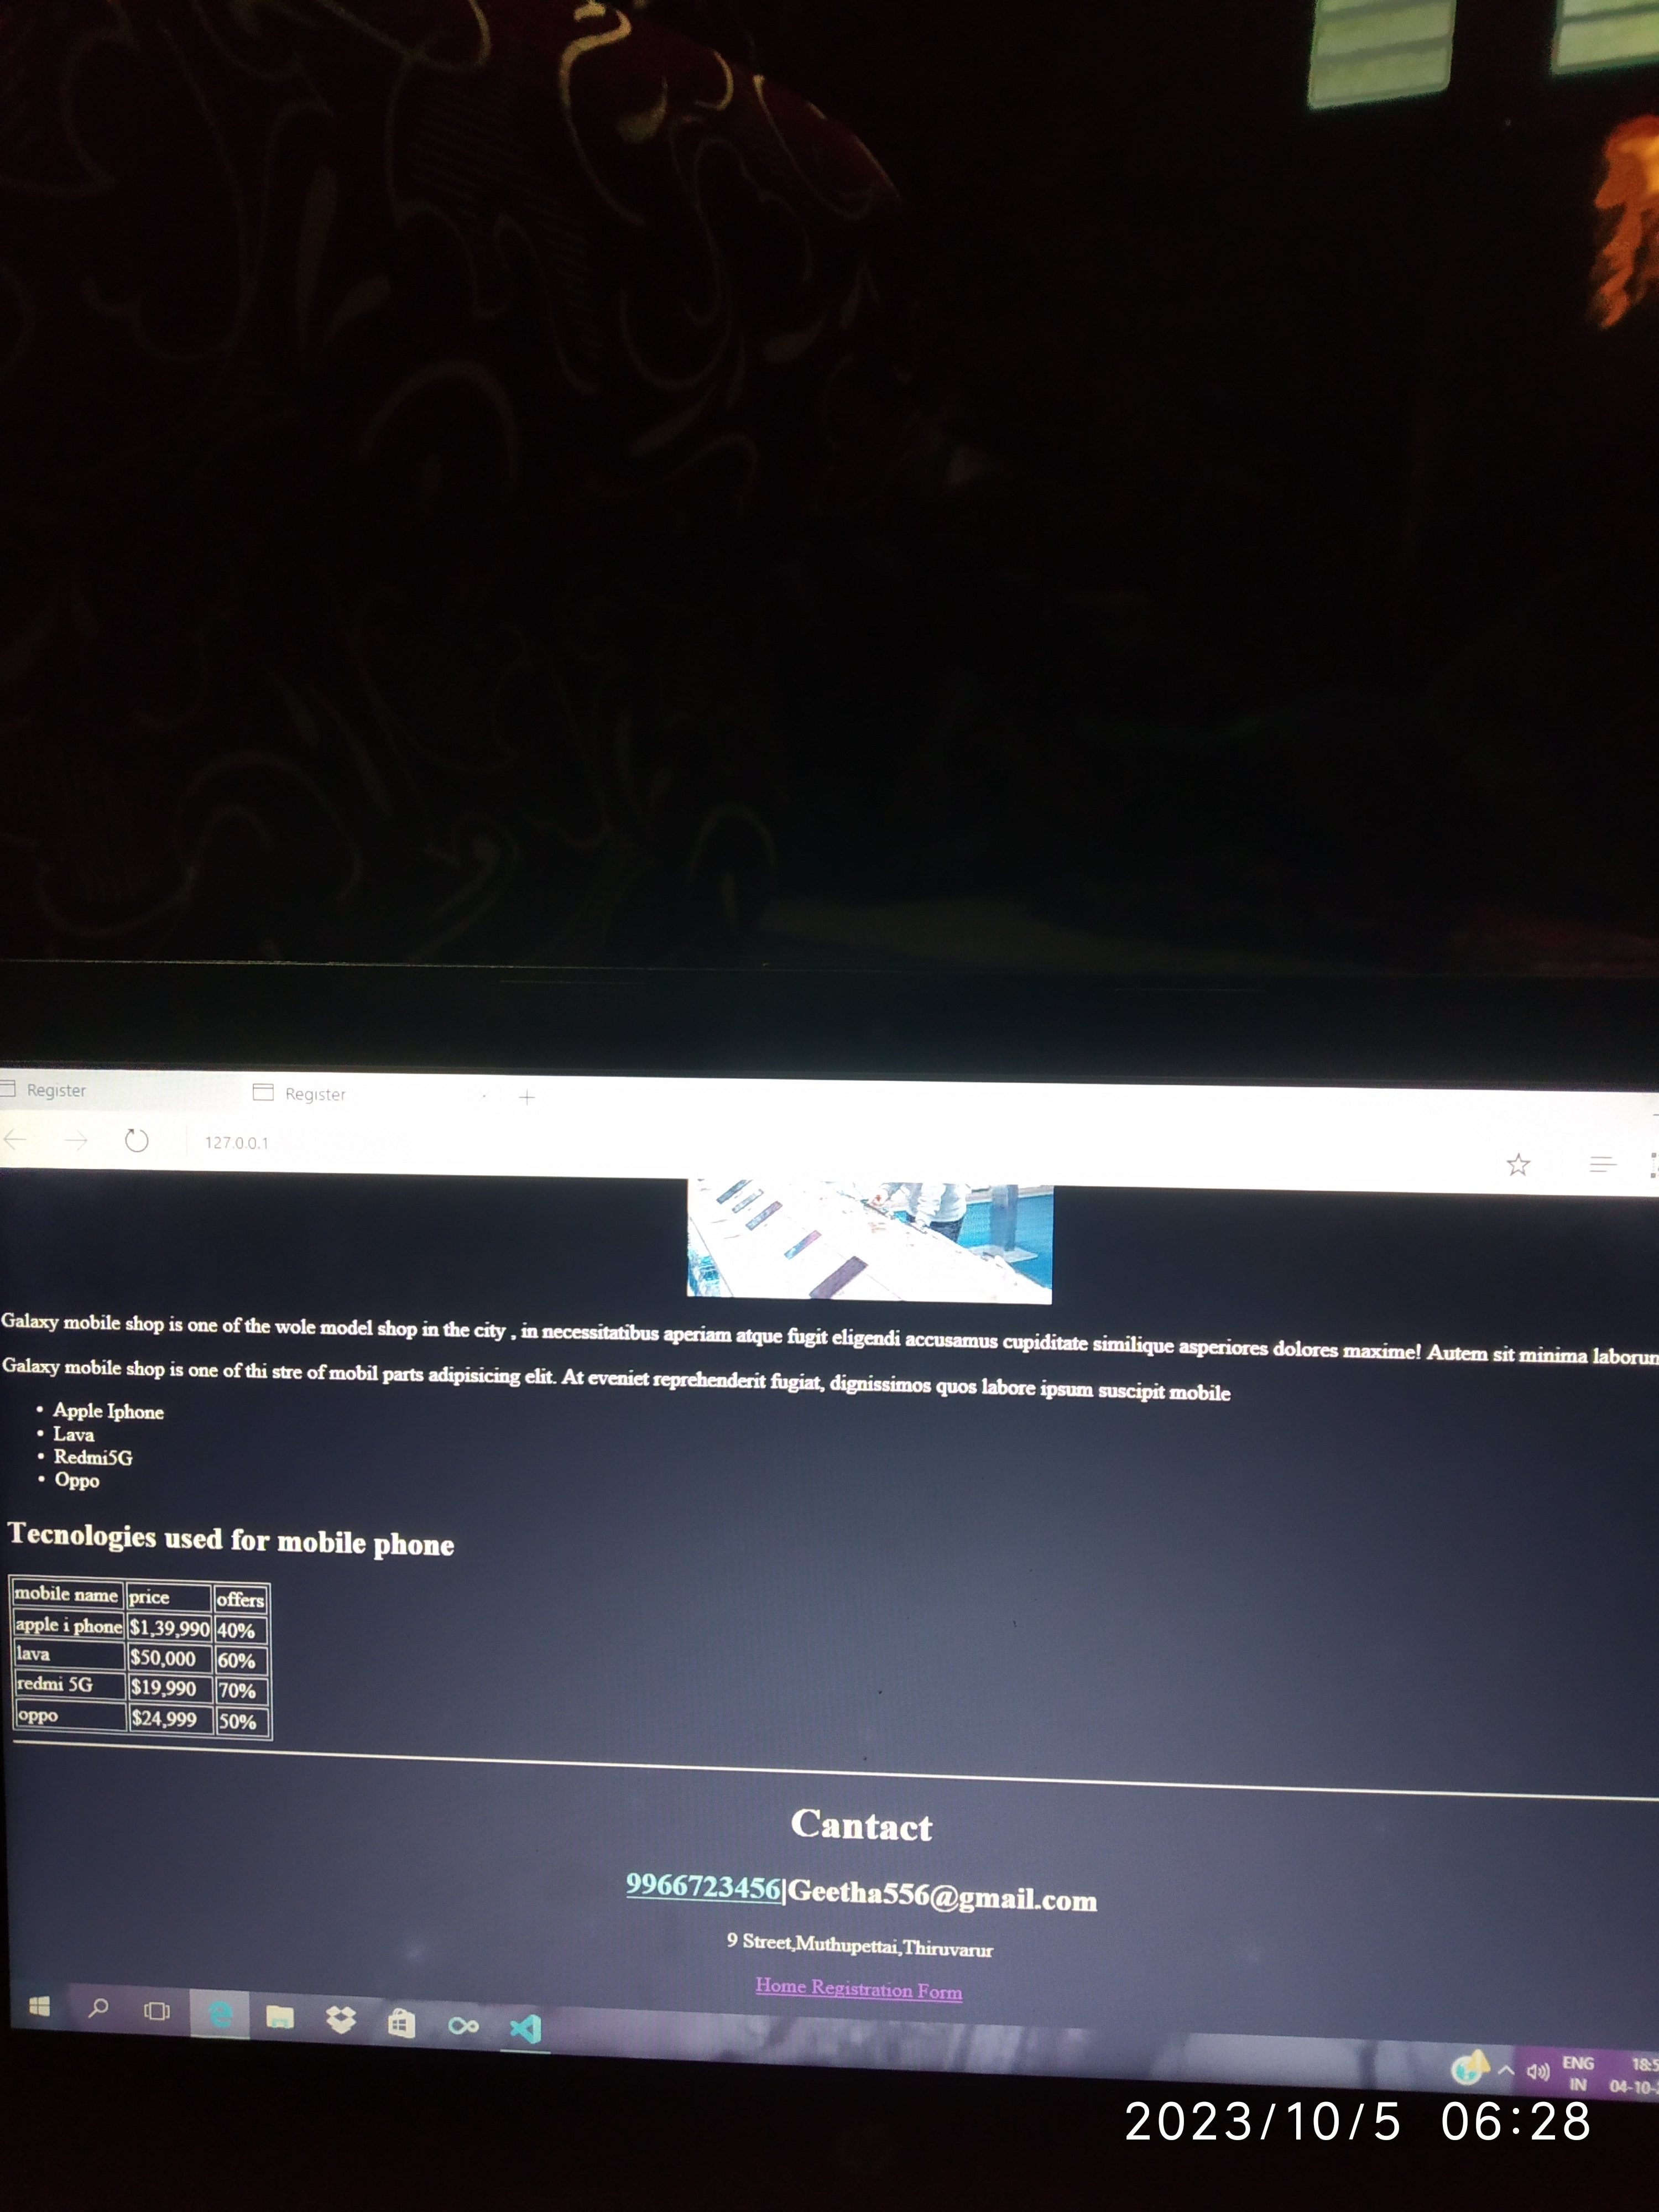 Register
Register
127.0.0.1
Galaxy mobile shop is one of the wole model shop in the city , in necessitatibus aperiam atque fugit eligendi accusamus cupiditate similique asperiores dolores maxime! Autem sit minima
Galaxy mobile shop is one of thi stre of mobil parts adipisicing elit. At eveniet reprehenderit fugiat, dignissimos quos labore ipsum suscipit mobile
• Apple Iphone
• Lava
• Redmi5G
• Oppo
Tecnologies used for mobile phone
mobile name price offers
apple i phone $1,39,990 40%
lava $50,000 60%
redmi 5G $19,990 70%
oppo $24,999 50%
Cantact
9966723456|Geetha556@gmail.com
9 Street,Muthupettai,Thiruvarur
Home Registration Form
ENG
IN
2023/10/5 06:28